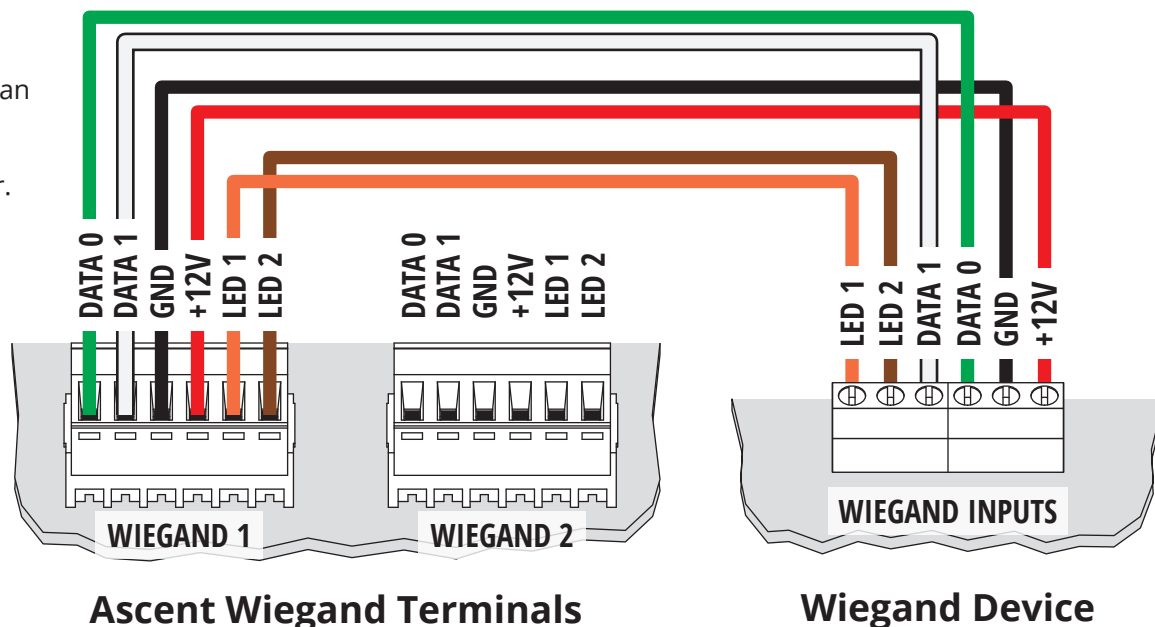 an
r.
DATA 0
DATA 1
GND
+12V
LED 1
LED 2
DATA 0
DATA 1
GND
+12V
LED 1
LED 2
LED 1
LED 2
DATA 1
DATA 0
GND
+12V
WIEGAND 1
WIEGAND 2
WIEGAND INPUTS
Ascent Wiegand Terminals
Wiegand Device